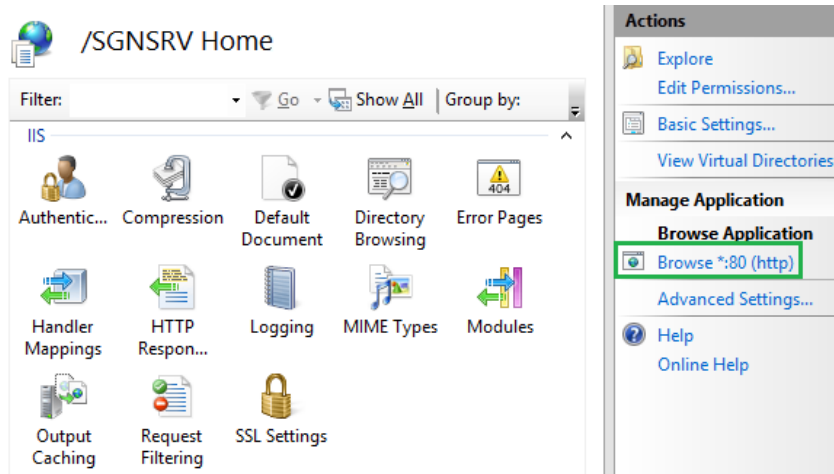 /SGNSRV Home
Filter:
Go
Show All
Group by:
IIS
Authentic...
Compression
Default
Document
Directory
Browsing
404
Error Pages
Handler
Mappings
HTTP
Respon...
Logging
MIME Types
Modules
Output
Caching
Request
Filtering
SSL Settings
Actions
Explore
Edit Permissions...
Basic Settings...
View Virtual Directories
Manage Application
Browse Application
Browse *:80 (http)
Advanced Settings...
Help
Online Help